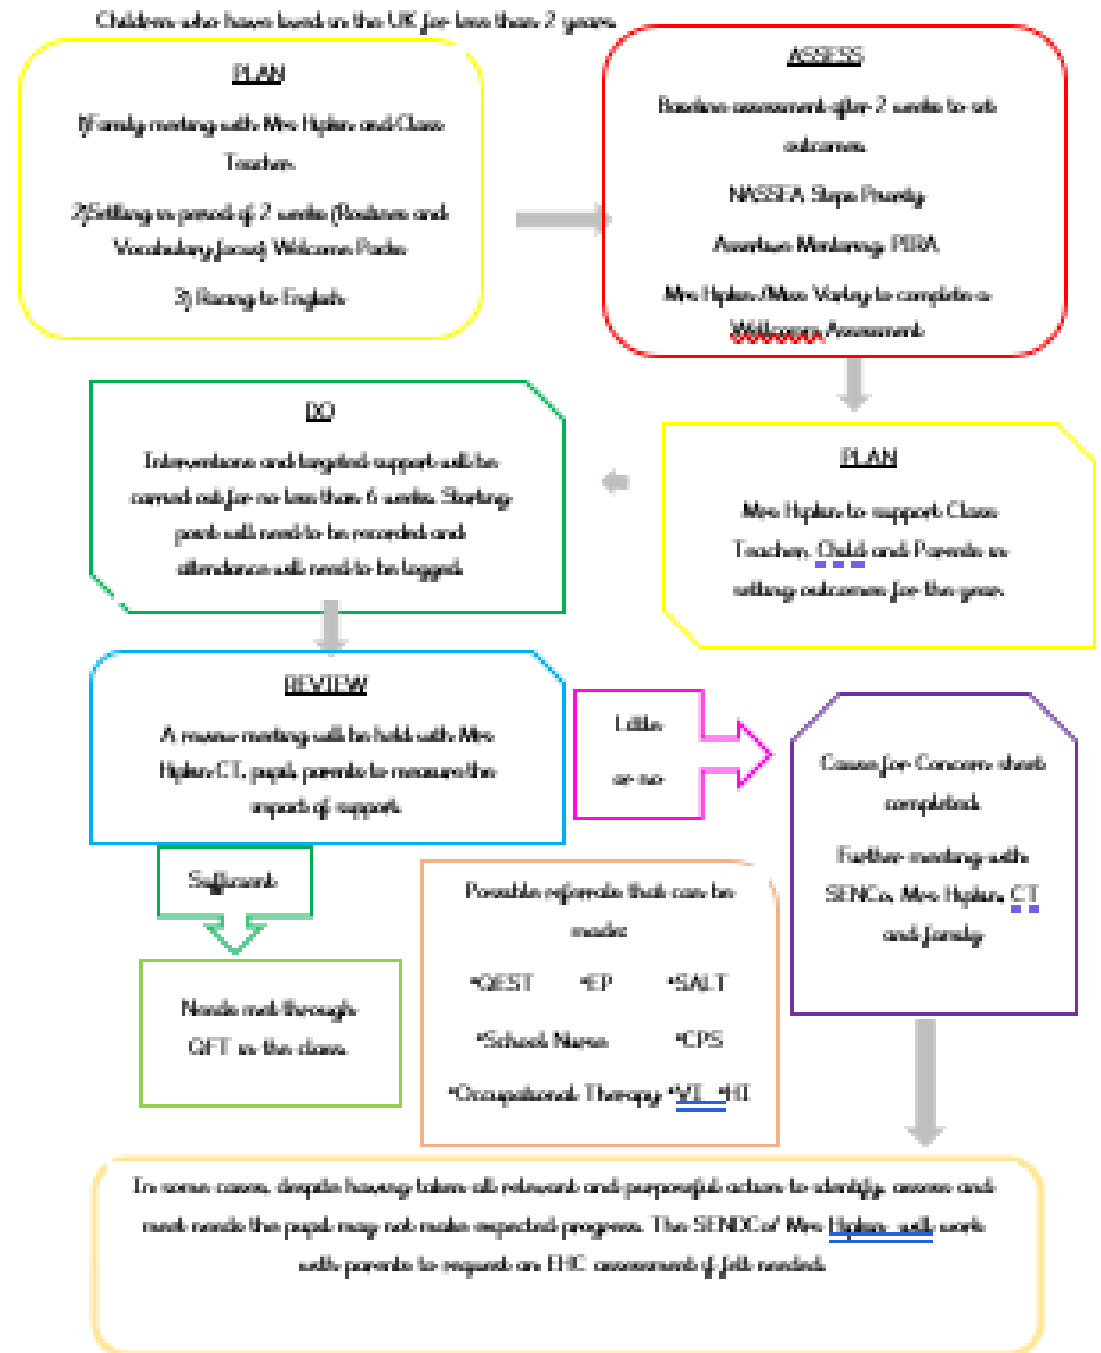 Children who have lived in the UK for less than 2 years.
PLAN
1)Family meeting with Mrs Hipkin and Class
Teacher.
2)Settling in period of 2 weeks (Routines and
Vocabulary focus) Welcome Packs
3) Racing to English
ASSESS
Baseline assessment after 2 weeks to set
outcomes.
NASSEA Steps Priority
Assertive Mentoring, PIRA
Mrs Hipkin /Miss Varley to complete a
Wellcomm Assessment
PLAN
Mrs Hipkin to support Class
Teacher, Child and Parents in
setting outcomes for the year.
DO
Interventions and targeted support will be
carried out for no less than 6 weeks. Starting
point will need to be recorded and
attendance will need to be logged.
REVIEW
A review meeting will be held with Mrs
Hipkin CT, pupil, parents to measure the
impact of support.
Little
or no
Cause for Concern sheet
completed.
Further meeting with
SENCo, Mrs Hipkin, CT
and family
Sufficient
Needs met through
QFT in the class.
Possible referrals that can be
made:
*QEST *EP *SALT
*School Nurse *CPS
*Occupational Therapy *VI *HI
In some cases, despite having taken all relevant and purposeful action to identify, assess and
meet needs the pupil may not make expected progress. The SENDCo/ Mrs Hipkin will work
with parents to request an EHC assessment if felt needed.